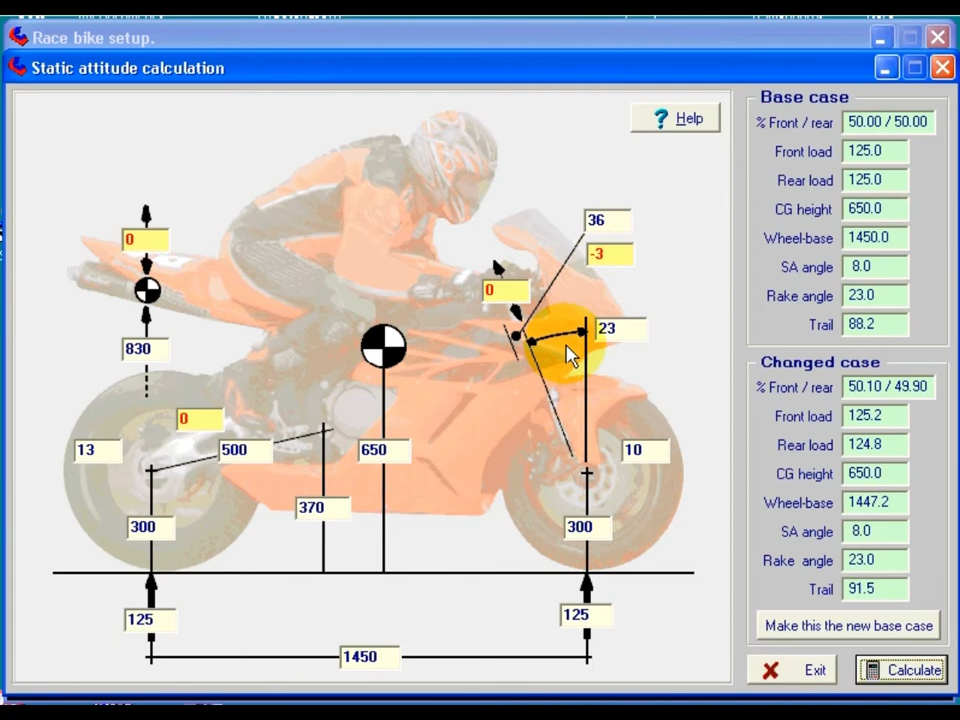 Race bike setup.
Static attitude calculation
? Help
0
830
13
0
500
300
125
370
650
1450
36
-3
0
23
10
300
125
Base case
% Front / rear 50.00 / 50.00
Front load 125.0
Rear load 125.0
CG height 650.0
Wheel-base 1450.0
SA angle 8.0
Rake angle 23.0
Trail 88.2
Changed case
% Front / rear 50.10 / 49.90
Front load 125.2
Rear load 124.8
CG height 650.0
Wheel-base 1447.2
SA angle 8.0
Rake angle 23.0
Trail 91.5
Make this the new base case
Exit
Calculate